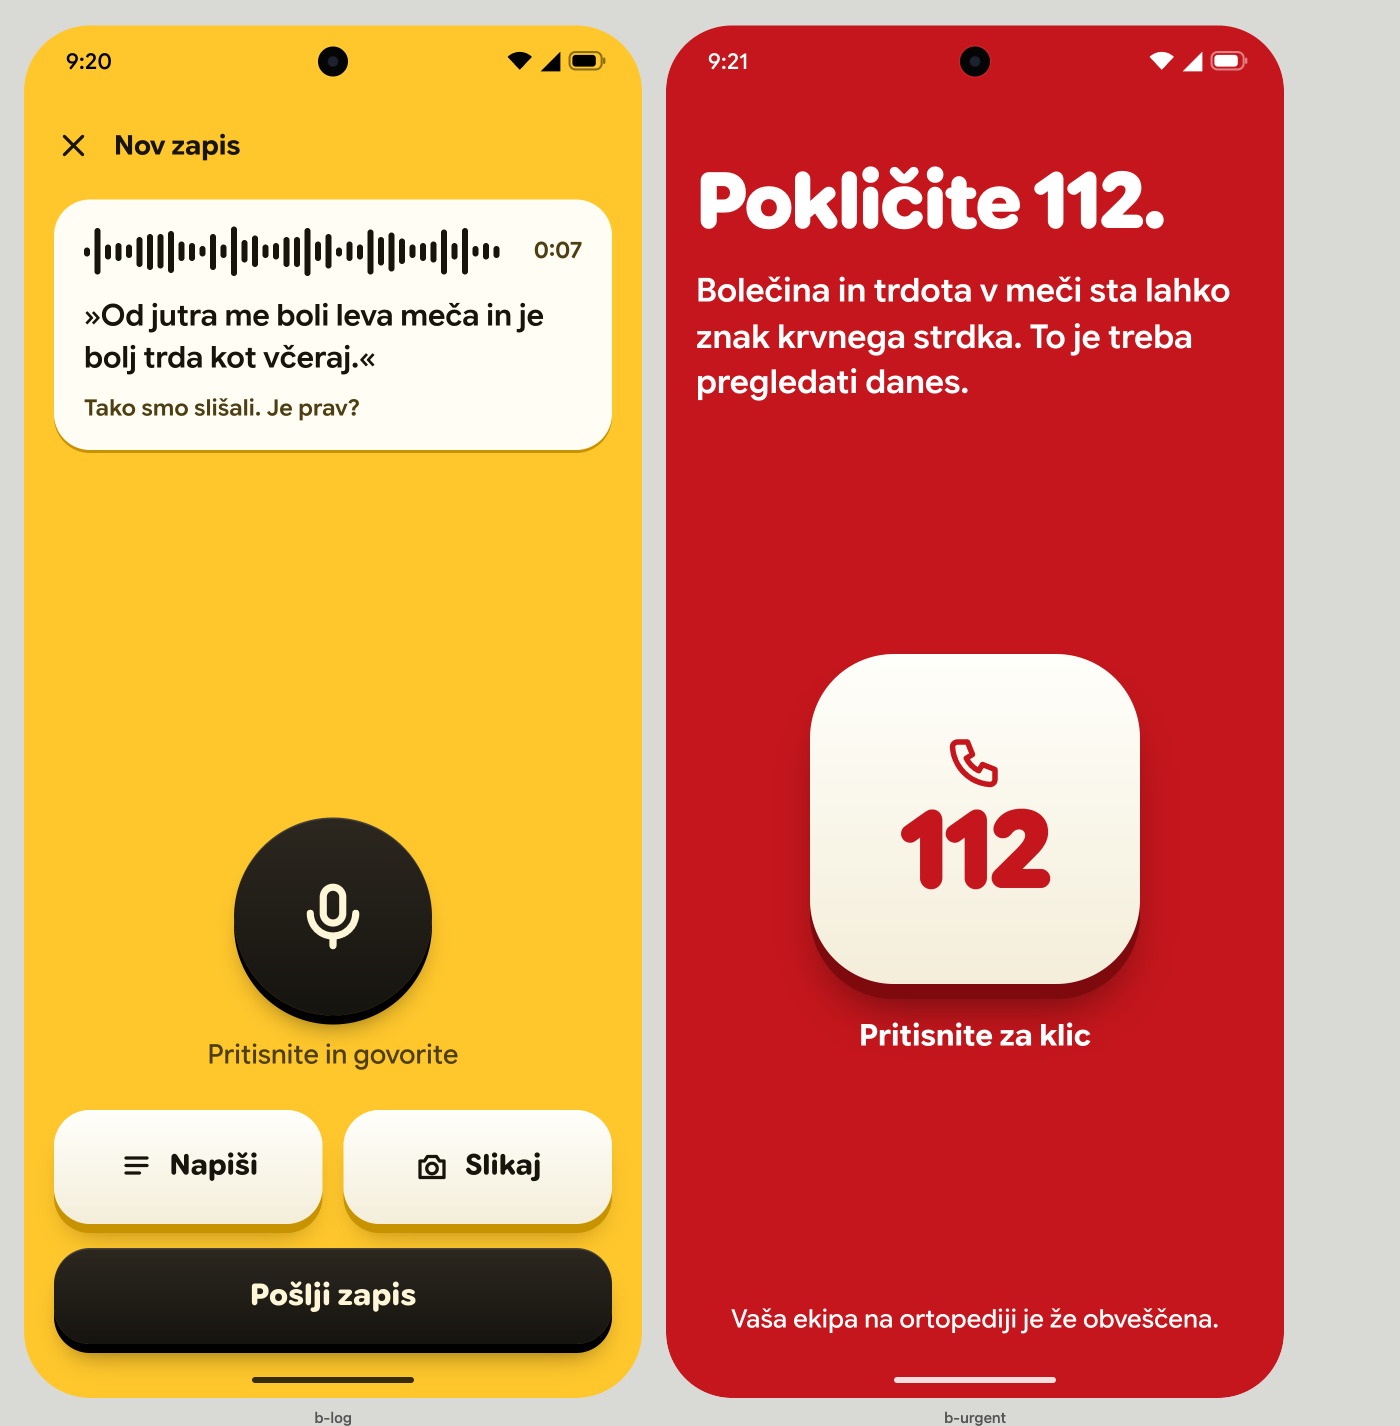 9:20
Nov zapis
0:07
»Od jutra me boli leva meča in je
bolj trda kot včeraj.«
Tako smo slišali. Je prav?
Pritisnite in govorite
Napiši
Slikaj
Pošlji zapis
b-log
9:21
Pokličite 112.
Bolečina in trdota v meči sta lahko
znak krvnega strdka. To je treba
pregledati danes.
112
Pritisnite za klic
Vaša ekipa na ortopediji je že obveščena.
b-urgent